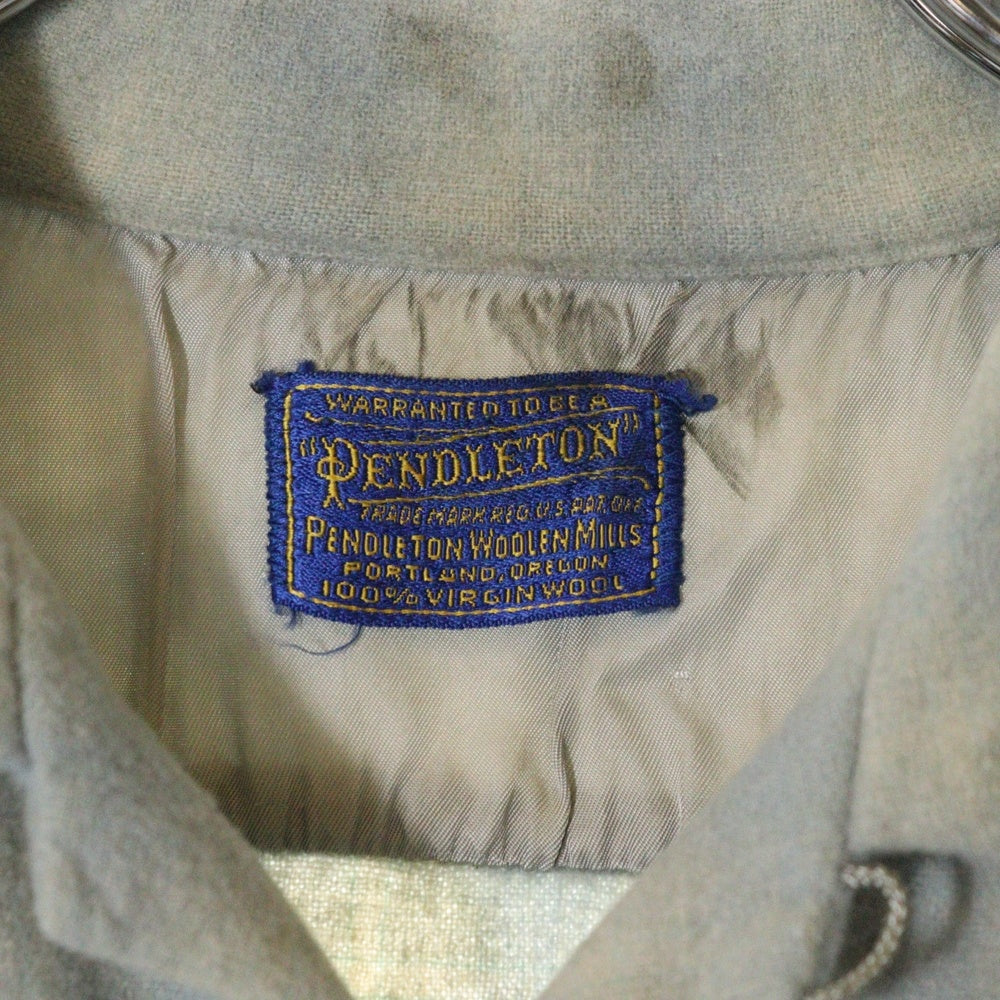 WARRANTED TO BE A
"PENDLETON"
TRADE MARK REG. U.S. PAT. OFF.
PENDLETON WOOLEN MILLS
PORTLAND, OREGON
100% VIRGIN WOOL